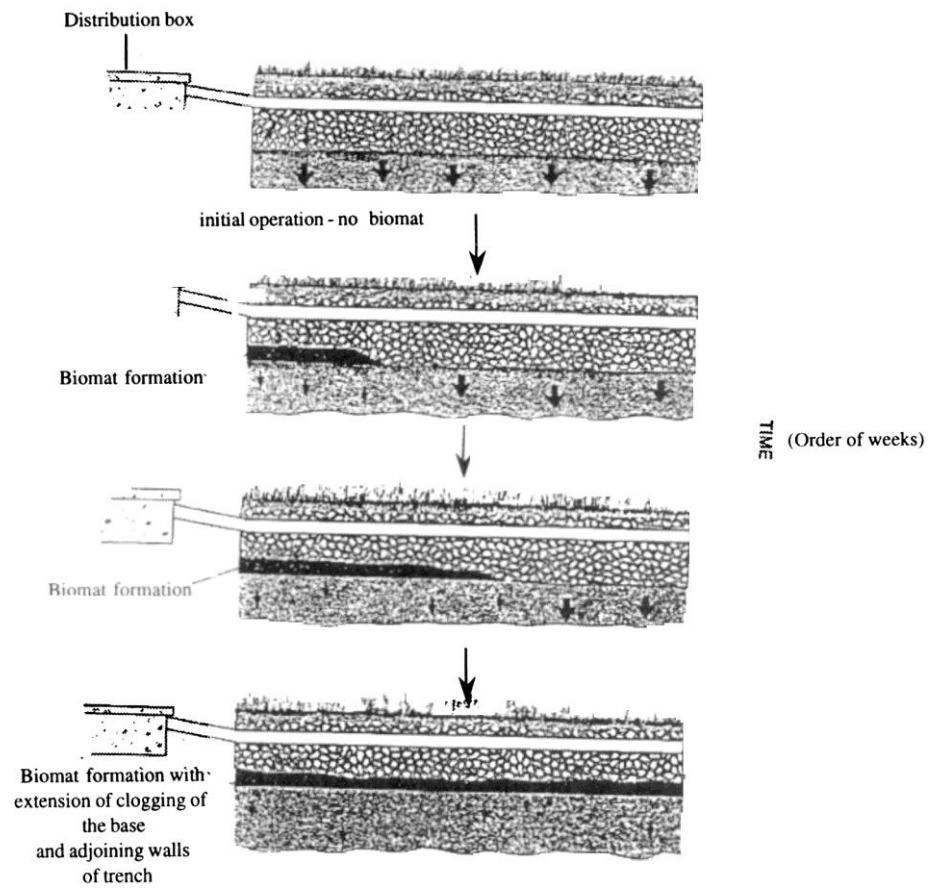 Distribution box
initial operation - no biomat
Biomat formation
TIME (Order of weeks)
Biomat formation
Biomat formation with
extension of clogging of
the base
and adjoining walls
of trench